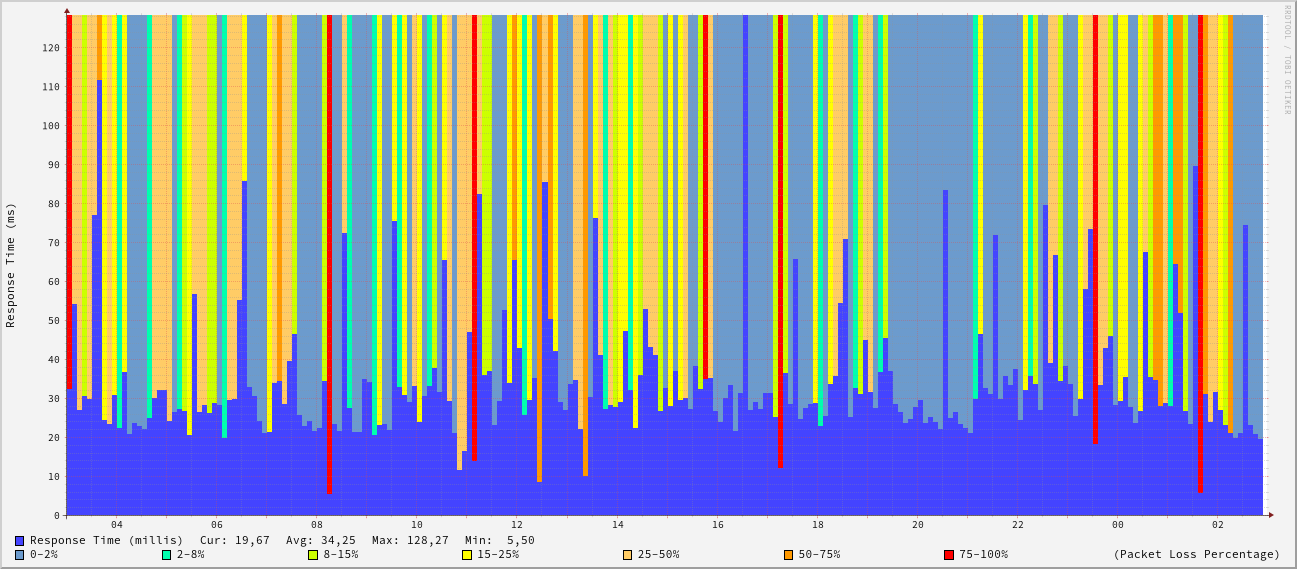 RRDTOOL / TOBI OETIKER
Response Time (ms)
120
110
100
90
80
70
60
50
40
30
20
10
0
04 06 08 10 12 14 16 18 20 22 00 02
Response Time (millis) Cur: 19,67 Avg: 34,25 Max: 128,27 Min: 5,50
0-2% 2-8% 8-15% 15-25% 25-50% 50-75% 75-100% (Packet Loss Percentage)